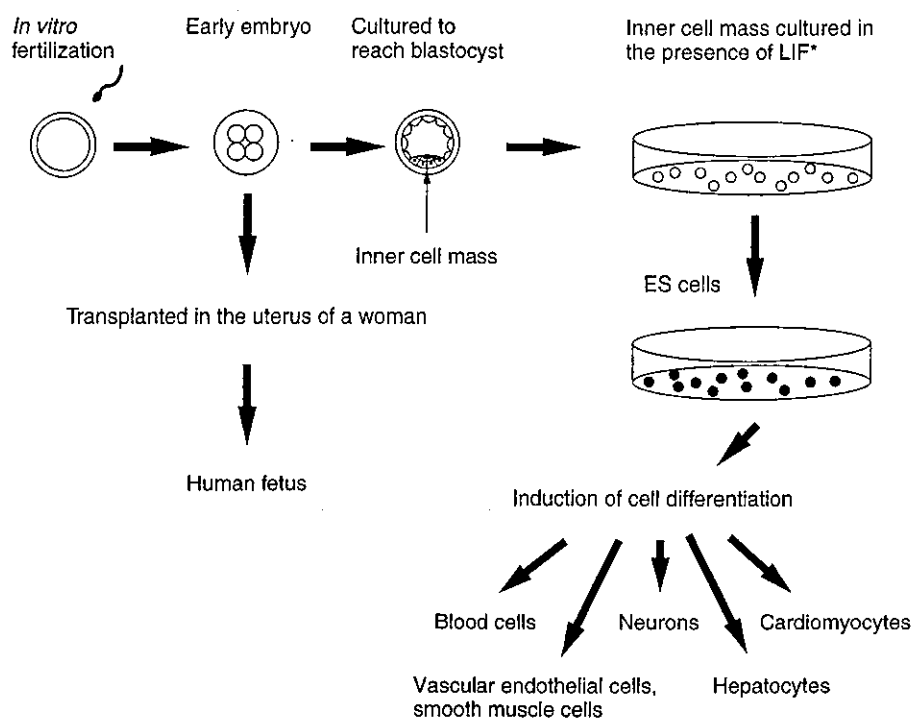 In vitro
fertilization
Early embryo
Cultured to
reach blastocyst
Inner cell mass cultured in
the presence of LIF*
Inner cell mass
ES cells
Transplanted in the uterus of a woman
Human fetus
Induction of cell differentiation
Blood cells
Neurons
Cardiomyocytes
Vascular endothelial cells,
smooth muscle cells
Hepatocytes